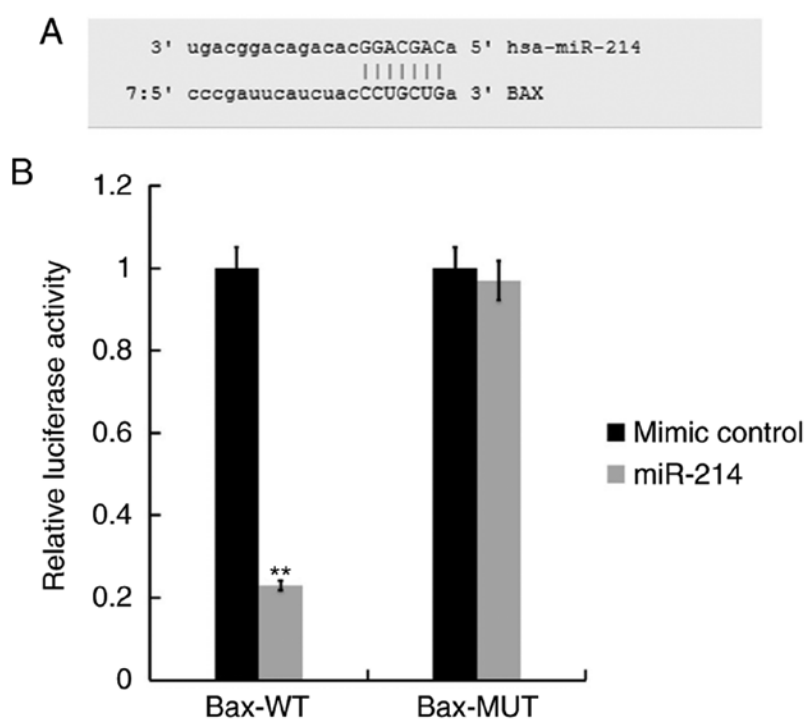 A
3' ugacggacagacacGGACGACa 5' hsa-miR-214
|||||||
7:5' cccgauucaucuacCCUGCUGa 3' BAX
B
1.2
1
0.8
0.6
0.4
0.2
0
Relative luciferase activity
**
Bax-WT
Bax-MUT
Mimic control
miR-214